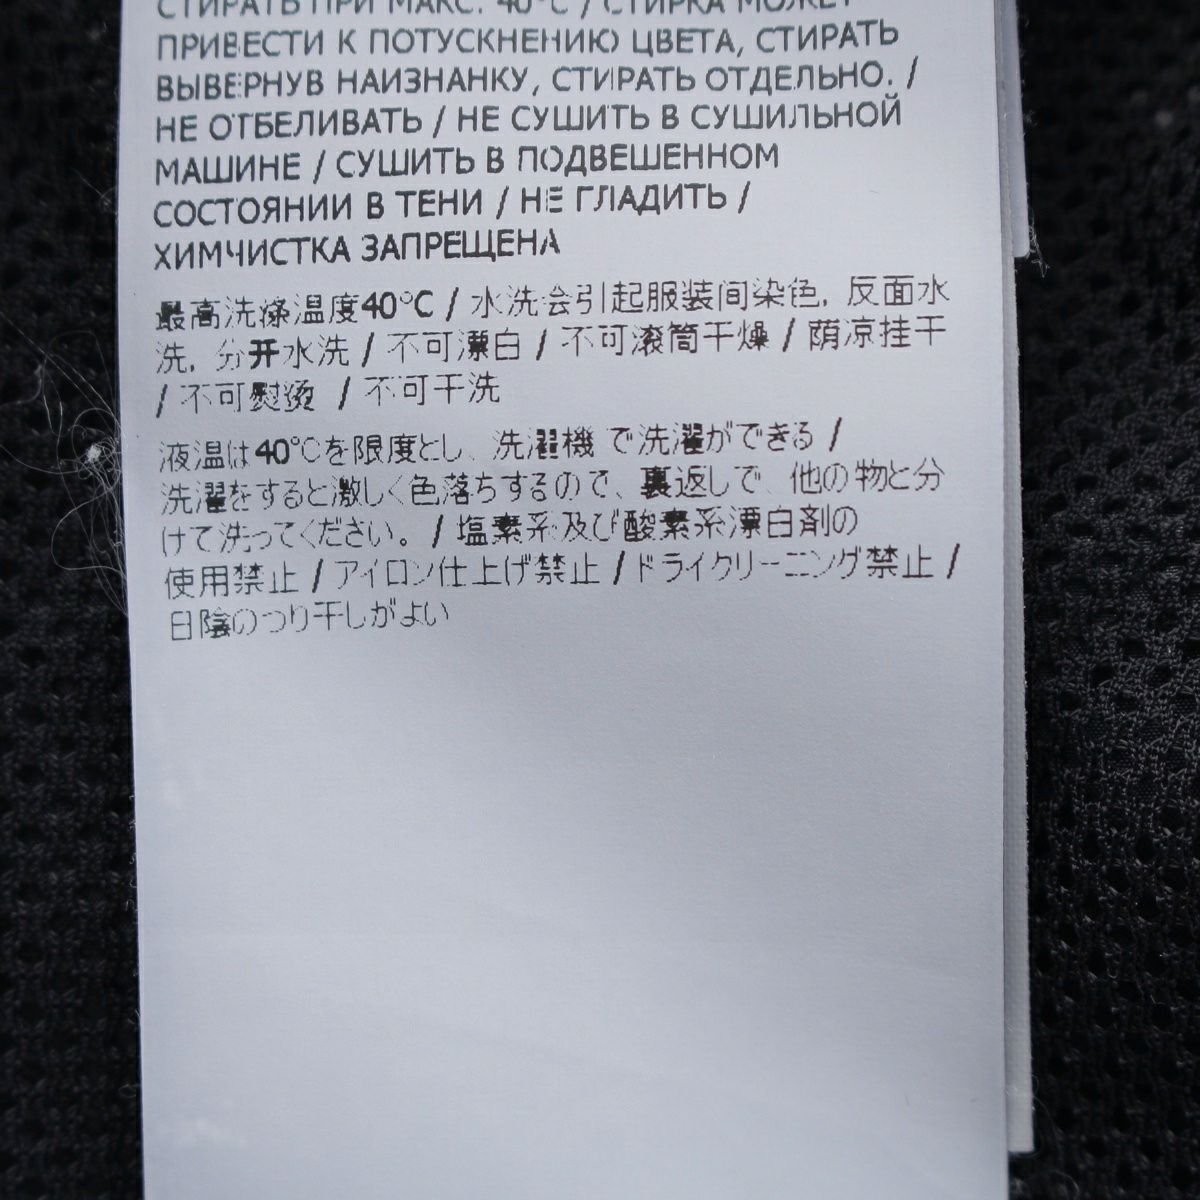 СТИРАТЬ ПРИ МАКС. 40°C / СТИРКА МОЖЕТ
ПРИВЕСТИ К ПОТУСКНЕНИЮ ЦВЕТА, СТИРАТЬ
ВЫВЕРНУВ НАИЗНАНКУ, СТИРАТЬ ОТДЕЛЬНО. /
НЕ ОТБЕЛИВАТЬ / НЕ СУШИТЬ В СУШИЛЬНОЙ
МАШИНЕ / СУШИТЬ В ПОДВЕШЕННОМ
СОСТОЯНИИ В ТЕНИ / НЕ ГЛАДИТЬ /
ХИМЧИСТКА ЗАПРЕЩЕНА
最高洗涤温度40°C / 水洗会引起服装间染色, 反面水
洗, 分开水洗 / 不可漂白 / 不可滚筒干燥 / 荫凉挂干
/ 不可熨烫 / 不可干洗
液温は40°Cを限度とし、洗濯機 で洗濯ができる /
洗濯をすると激しく色落ちするので、裏返しで、他の物と分
けて洗ってください。 / 塩素系及び酸素系漂白剤の
使用禁止 / アイロン仕上げ禁止 / ドライクリーニング禁止 /
日陰のつり干しがよい